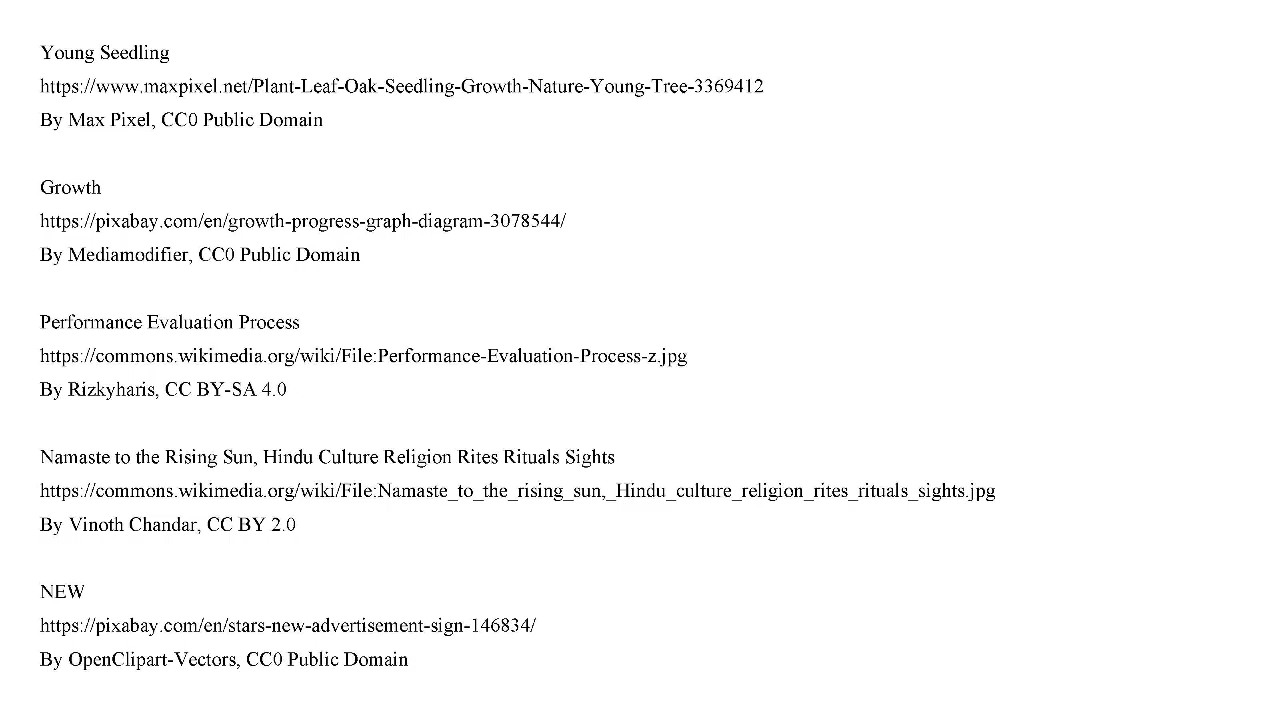 Young Seedling
https://www.maxpixel.net/Plant-Leaf-Oak-Seedling-Growth-Nature-Young-Tree-3369412
By Max Pixel, CC0 Public Domain
Growth
https://pixabay.com/en/growth-progress-graph-diagram-3078544/
By Mediamodifier, CC0 Public Domain
Performance Evaluation Process
https://commons.wikimedia.org/wiki/File:Performance-Evaluation-Process-z.jpg
By Rizkyharis, CC BY-SA 4.0
Namaste to the Rising Sun, Hindu Culture Religion Rites Rituals Sights
https://commons.wikimedia.org/wiki/File:Namaste_to_the_rising_sun,_Hindu_culture_religion_rites_rituals_sights.jpg
By Vinoth Chandar, CC BY 2.0
NEW
https://pixabay.com/en/stars-new-advertisement-sign-146834/
By OpenClipart-Vectors, CC0 Public Domain